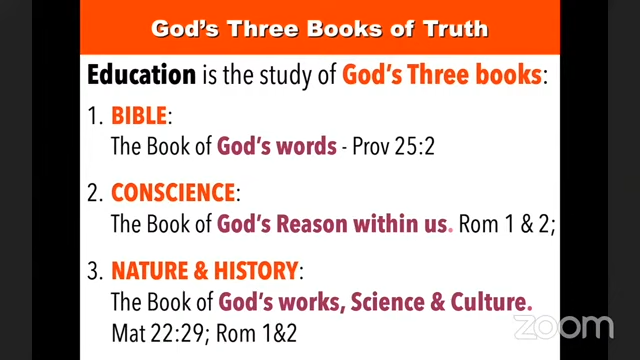 God's Three Books of Truth
Education is the study of God's Three books:
1. BIBLE:
The Book of God's words - Prov 25:2
2. CONSCIENCE:
The Book of God's Reason within us. Rom 1 & 2;
3. NATURE & HISTORY:
The Book of God's works, Science & Culture.
Mat 22:29; Rom 1&2
zoom